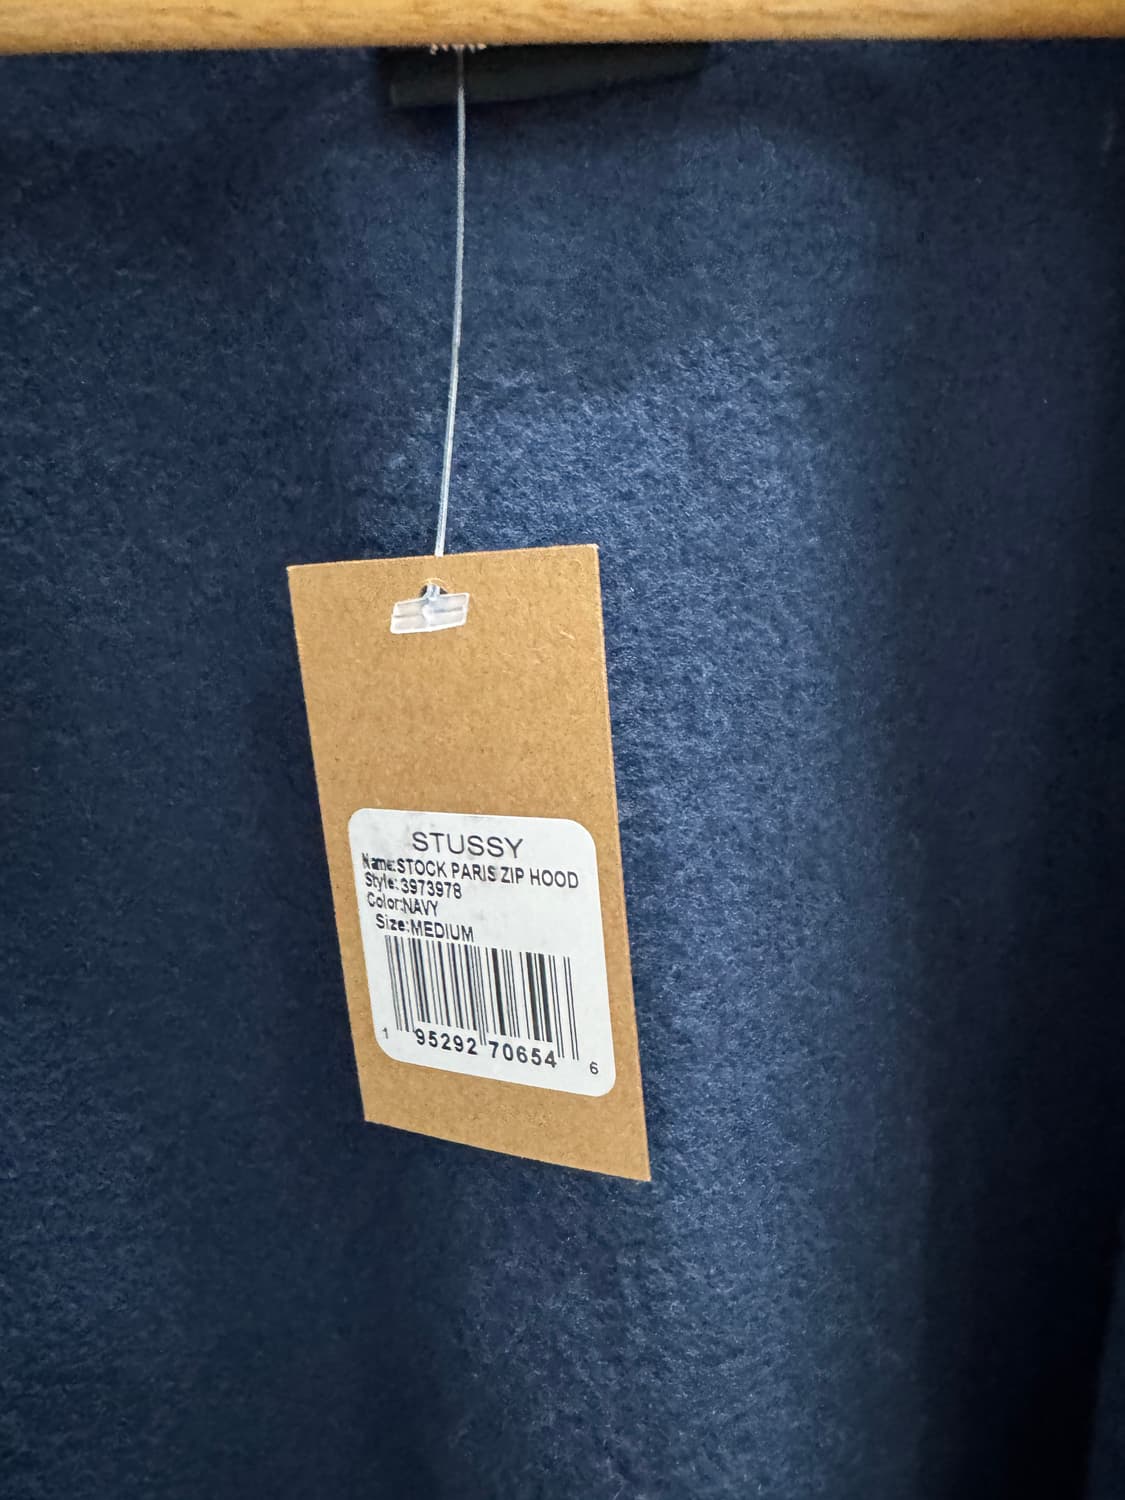 STUSSY
Name:STOCK PARIS ZIP HOOD
Style:3973978
Color:NAVY
Size:MEDIUM
1 95292 70654 6